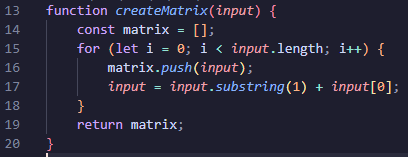 13 function createMatrix(input) {
14     const matrix = [];
15     for (let i = 0; i < input.length; i++) {
16         matrix.push(input);
17         input = input.substring(1) + input[0];
18     }
19     return matrix;
20 }